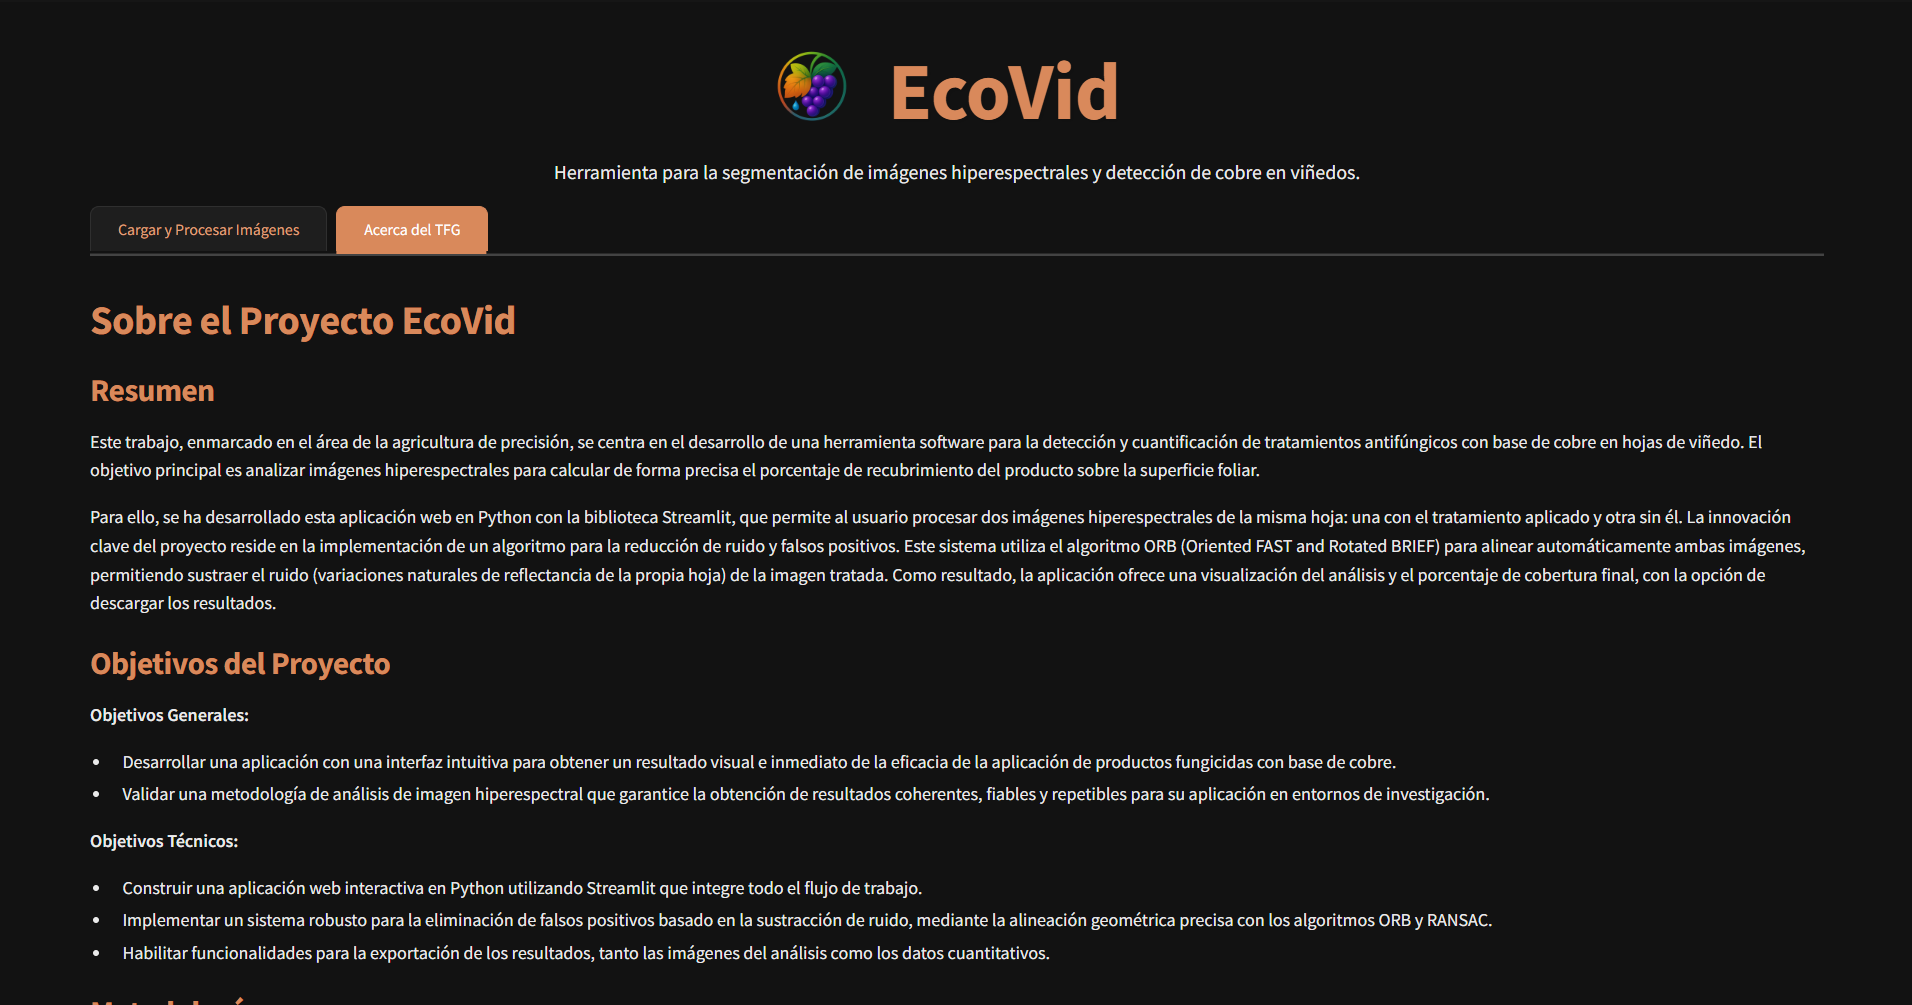 EcoVid
Herramienta para la segmentación de imágenes hiperespectrales y detección de cobre en viñedos.
Cargar y Procesar Imágenes
Acerca del TFG
Sobre el Proyecto EcoVid
Resumen
Este trabajo, enmarcado en el área de la agricultura de precisión, se centra en el desarrollo de una herramienta software para la detección y cuantificación de tratamientos antifúngicos con base de cobre en hojas de viñedo. El
objetivo principal es analizar imágenes hiperespectrales para calcular de forma precisa el porcentaje de recubrimiento del producto sobre la superficie foliar.
Para ello, se ha desarrollado esta aplicación web en Python con la biblioteca Streamlit, que permite al usuario procesar dos imágenes hiperespectrales de la misma hoja: una con el tratamiento aplicado y otra sin él. La innovación
clave del proyecto reside en la implementación de un algoritmo para la reducción de ruido y falsos positivos. Este sistema utiliza el algoritmo ORB (Oriented FAST and Rotated BRIEF) para alinear automáticamente ambas imágenes,
permitiendo sustraer el ruido (variaciones naturales de reflectancia de la propia hoja) de la imagen tratada. Como resultado, la aplicación ofrece una visualización del análisis y el porcentaje de cobertura final, con la opción de
descargar los resultados.
Objetivos del Proyecto
Objetivos Generales:
• Desarrollar una aplicación con una interfaz intuitiva para obtener un resultado visual e inmediato de la eficacia de la aplicación de productos fungicidas con base de cobre.
• Validar una metodología de análisis de imagen hiperespectral que garantice la obtención de resultados coherentes, fiables y repetibles para su aplicación en entornos de investigación.
Objetivos Técnicos:
• Construir una aplicación web interactiva en Python utilizando Streamlit que integre todo el flujo de trabajo.
• Implementar un sistema robusto para la eliminación de falsos positivos basado en la sustracción de ruido, mediante la alineación geométrica precisa con los algoritmos ORB y RANSAC.
• Habilitar funcionalidades para la exportación de los resultados, tanto las imágenes del análisis como los datos cuantitativos.